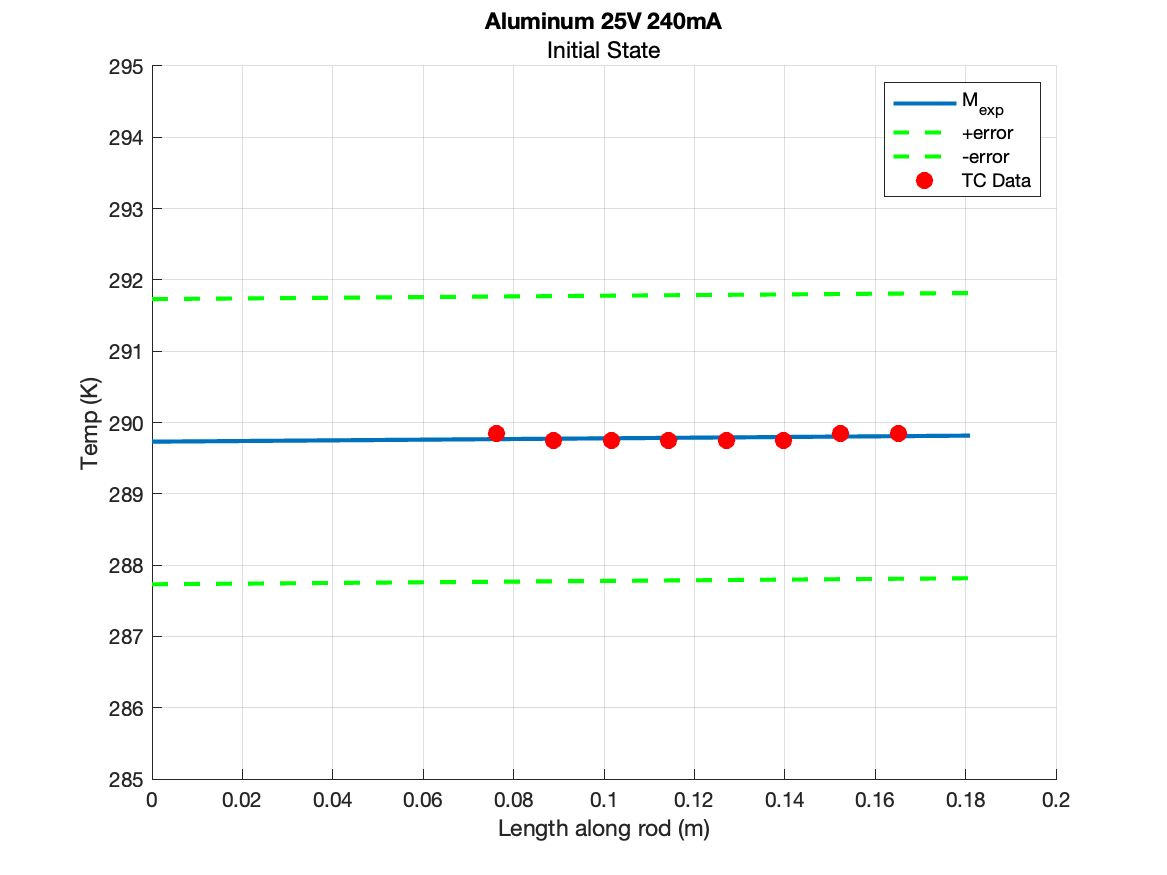 Aluminum 25V 240mA
Initial State
295
294
293
292
291
290
289
288
287
286
285
Temp (K)
M_exp
+error
-error
TC Data
0 0.02 0.04 0.06 0.08 0.1 0.12 0.14 0.16 0.18 0.2
Length along rod (m)